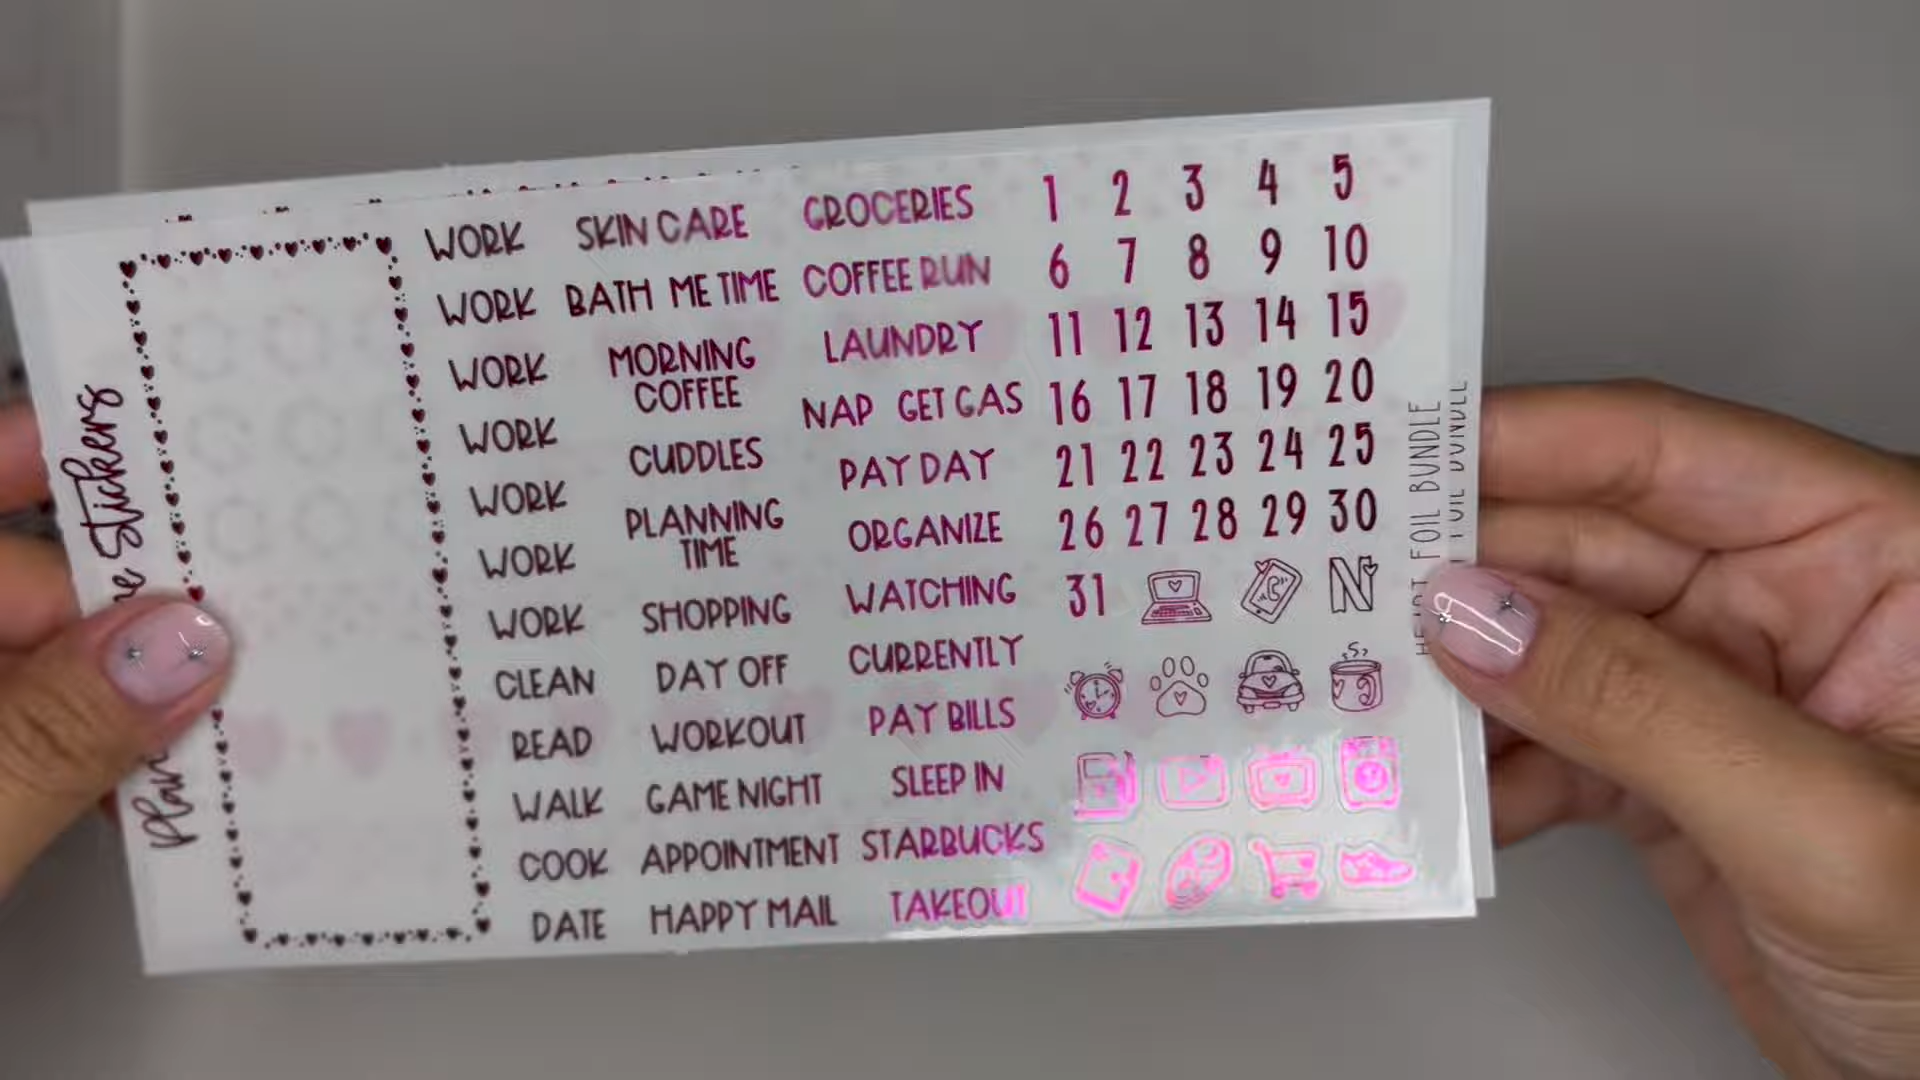 WORK SKIN CARE GROCERIES 1 2 3 4 5
WORK BATH ME TIME COFFEE RUN 6 7 8 9 10
WORK MORNING COFFEE LAUNDRY 11 12 13 14 15
WORK CUDDLES NAP GET GAS 16 17 18 19 20
WORK PLANNING TIME PAY DAY 21 22 23 24 25
WORK ORGANIZE 26 27 28 29 30
WORK SHOPPING WATCHING 31 N
CLEAN DAY OFF CURRENTLY
READ WORKOUT PAY BILLS
WALK GAME NIGHT SLEEP IN
COOK APPOINTMENT STARBUCKS
DATE HAPPY MAIL TAKEOUT
Stickers
FOIL BUNDLE
FOIL BUNDLE